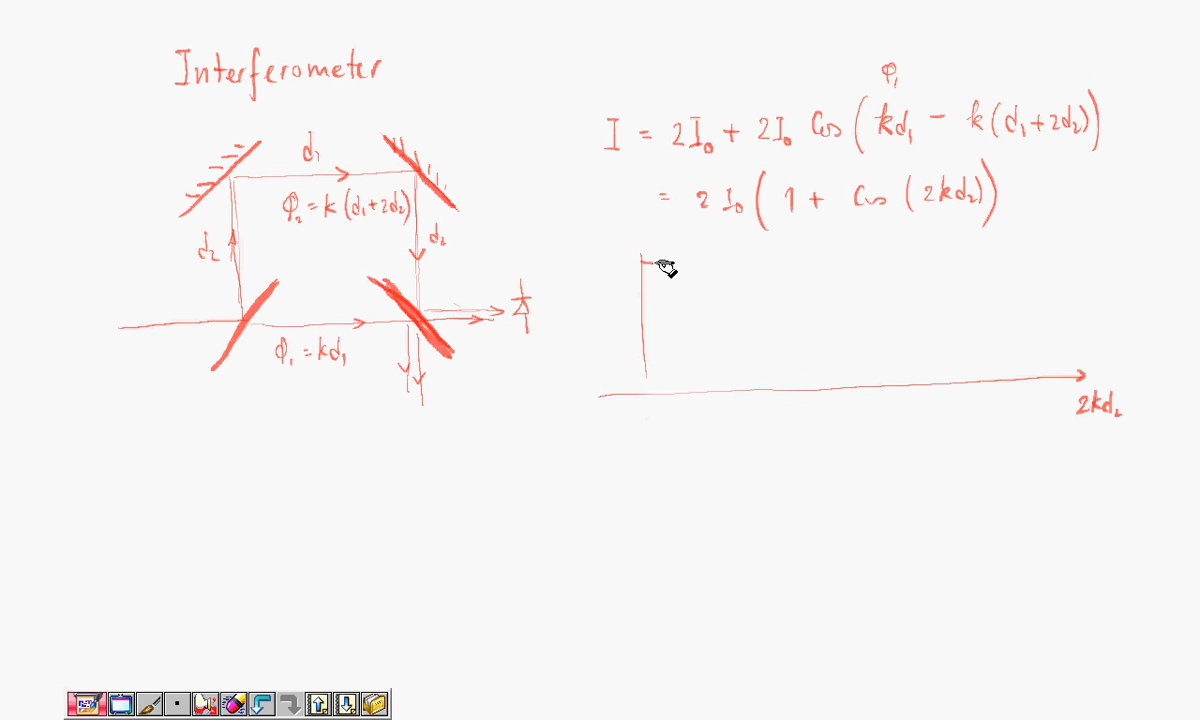 Interferometer
φ₁
I = 2I₀ + 2I₀ Cos(kd₁ - k(d₁+2d₂))
= 2I₀(1 + Cos(2kd₂))
d₁
φ₂ = k(d₁+2d₂)
d₂
d₂
φ₁ = kd₁
2kd₂